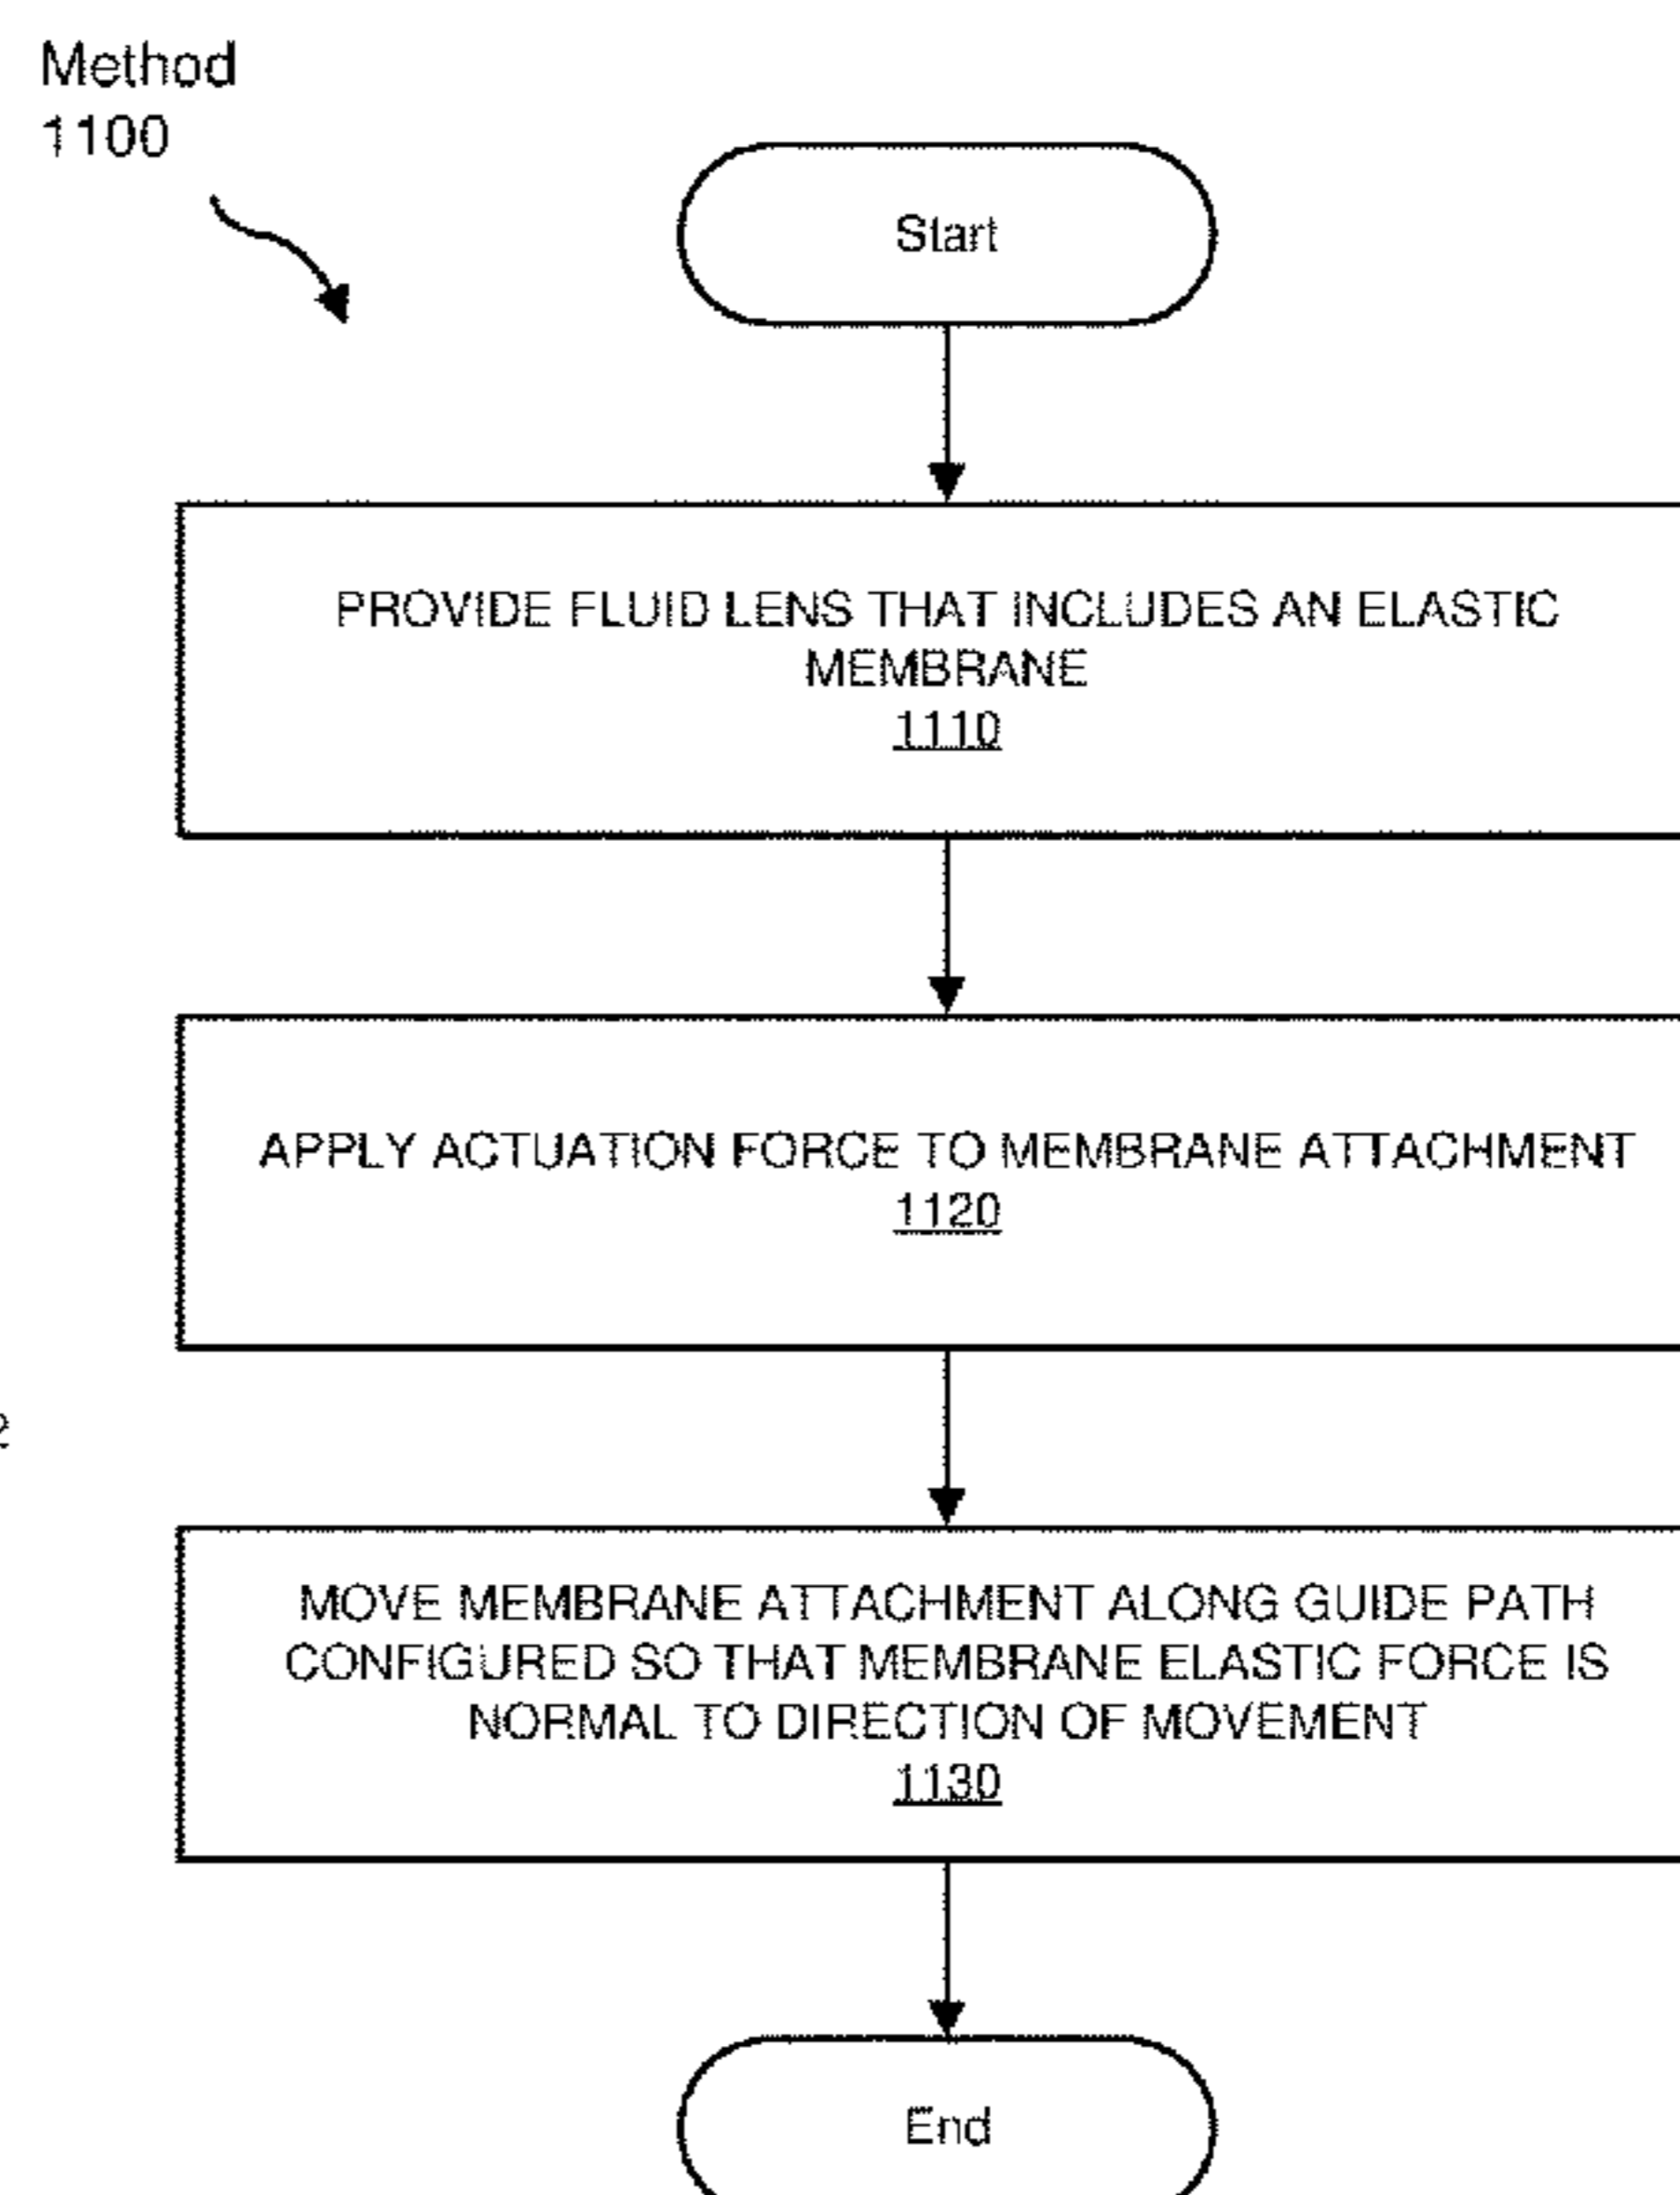 Method
1100
Start
PROVIDE FLUID LENS THAT INCLUDES AN ELASTIC
MEMBRANE
1110
APPLY ACTUATION FORCE TO MEMBRANE ATTACHMENT
1120
MOVE MEMBRANE ATTACHMENT ALONG GUIDE PATH
CONFIGURED SO THAT MEMBRANE ELASTIC FORCE IS
NORMAL TO DIRECTION OF MOVEMENT
1130
End